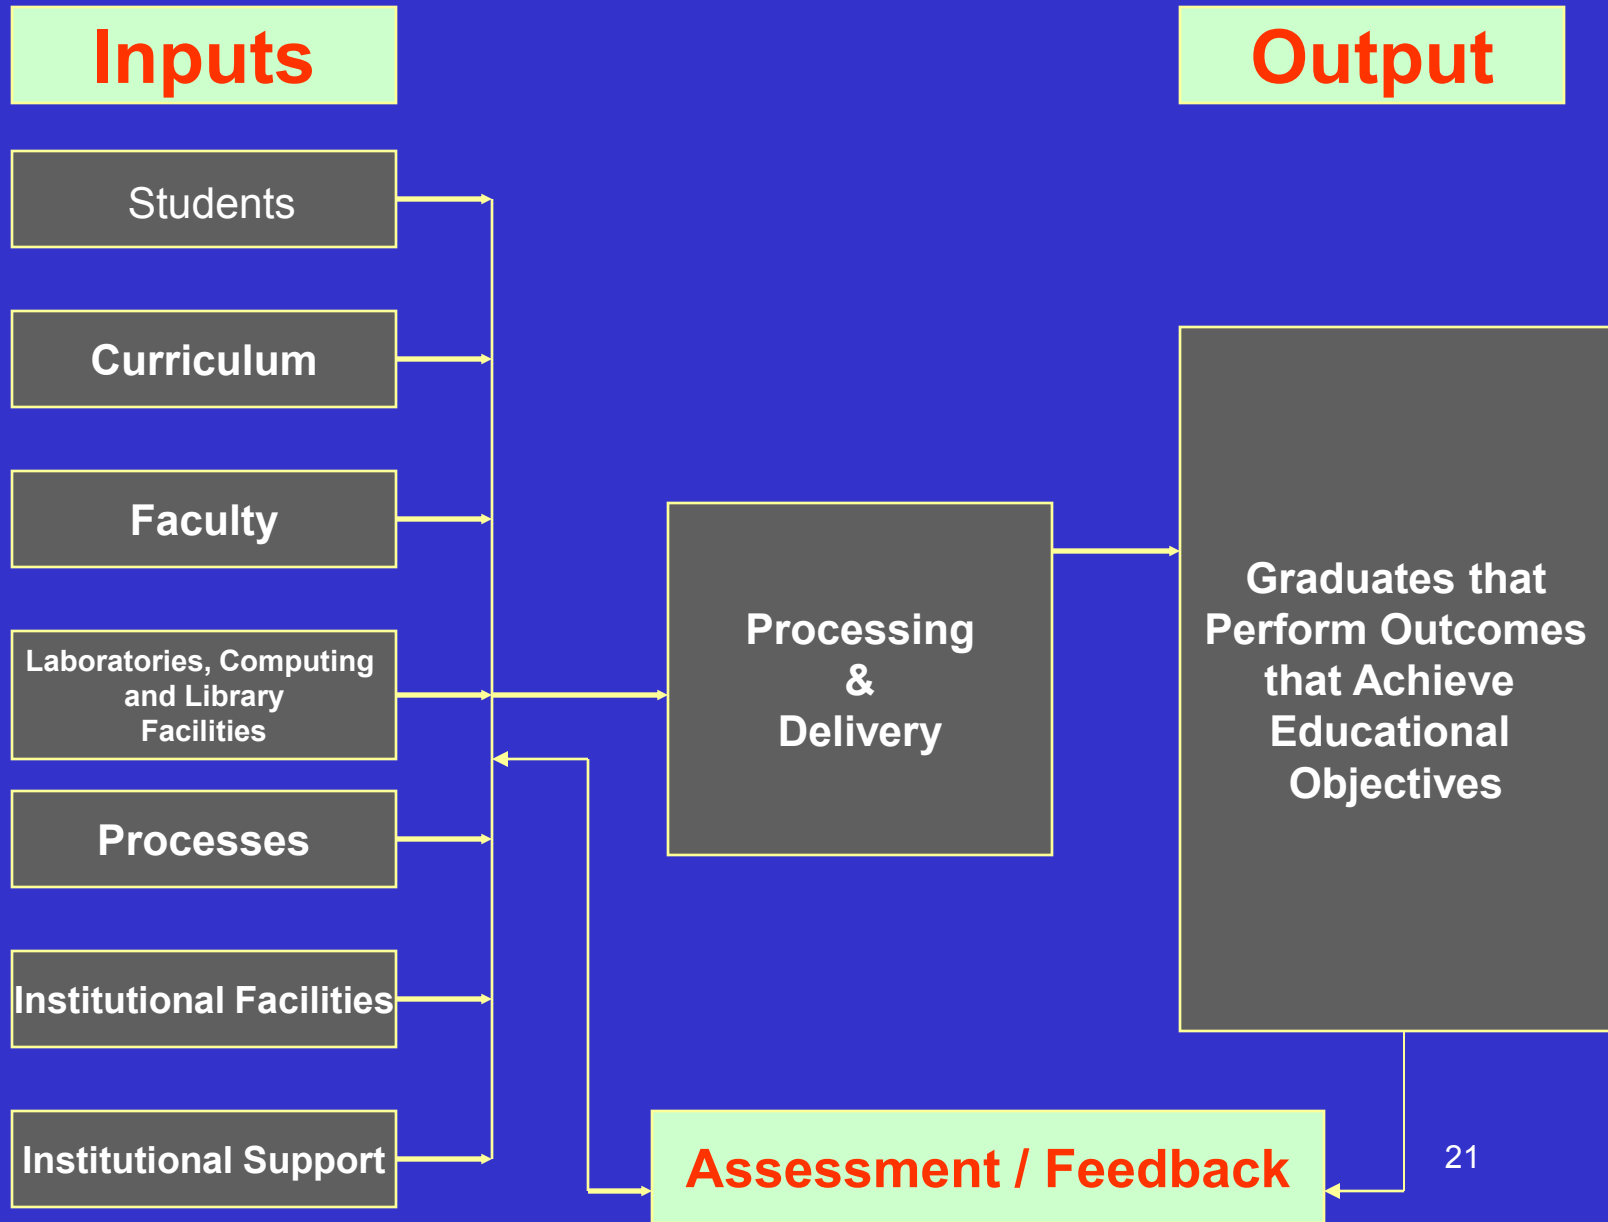 Inputs
Output
Students
Curriculum
Faculty
Laboratories, Computing
and Library
Facilities
Processes
Institutional Facilities
Institutional Support
Processing
&
Delivery
Graduates that
Perform Outcomes
that Achieve
Educational
Objectives
Assessment / Feedback
21